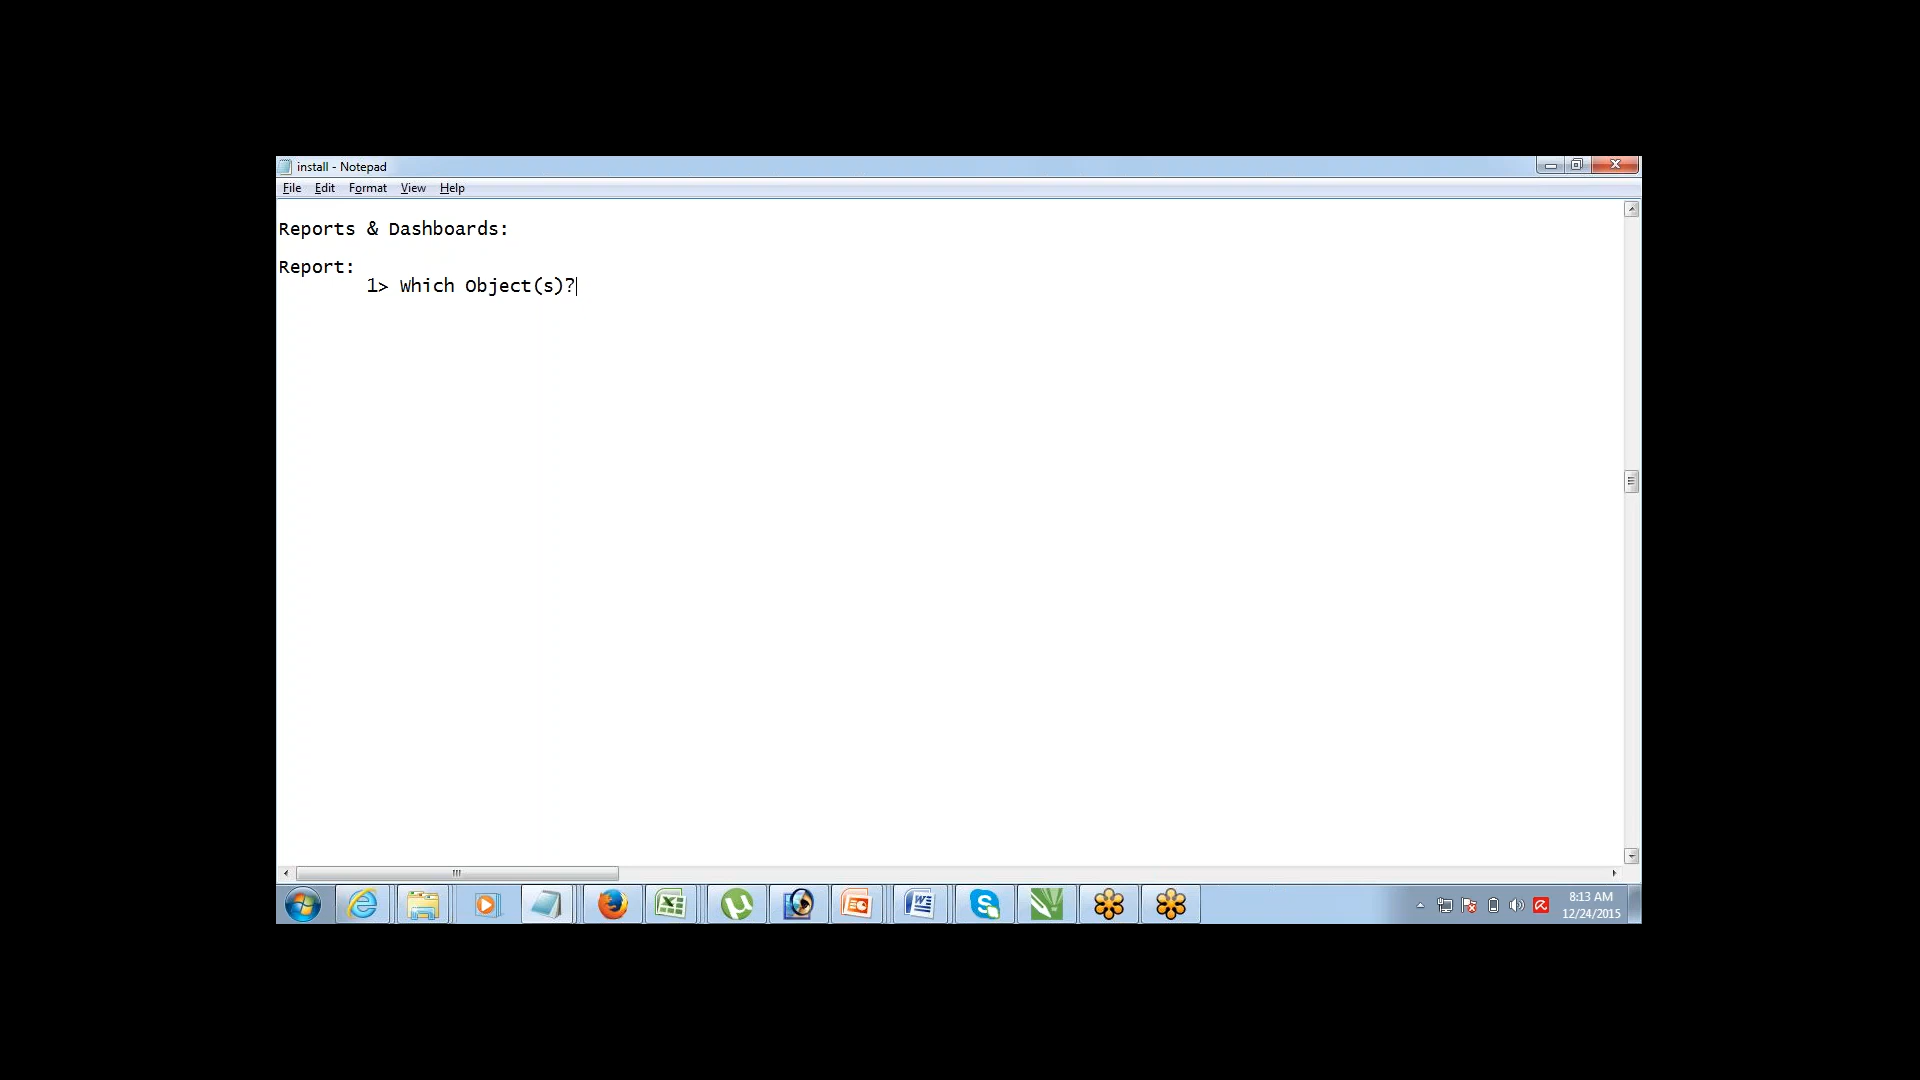 install - Notepad
File Edit Format View Help
Reports & Dashboards:
Report:
1> Which Object(s)?
8:13 AM
12/24/2015